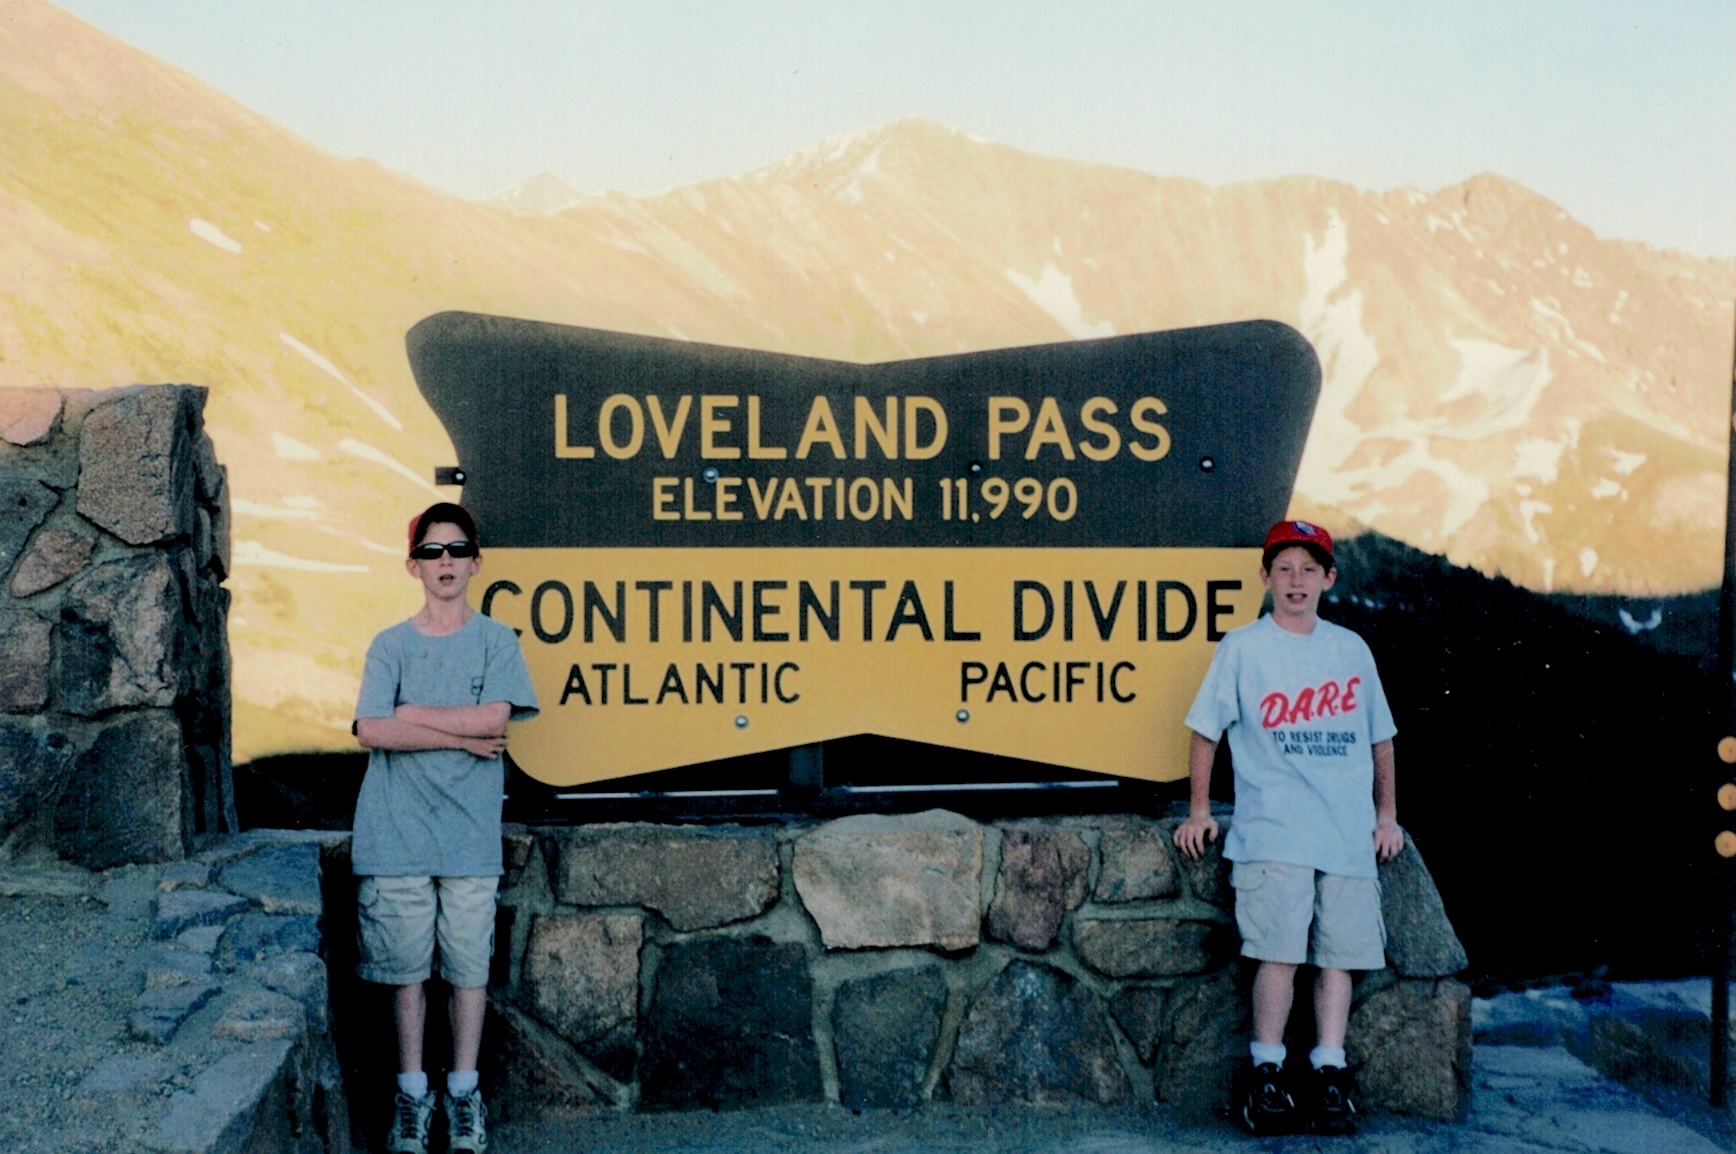 LOVELAND PASS
ELEVATION 11,990
CONTINENTAL DIVIDE
ATLANTIC PACIFIC
D.A.R.E
TO RESIST DRUGS
AND VIOLENCE